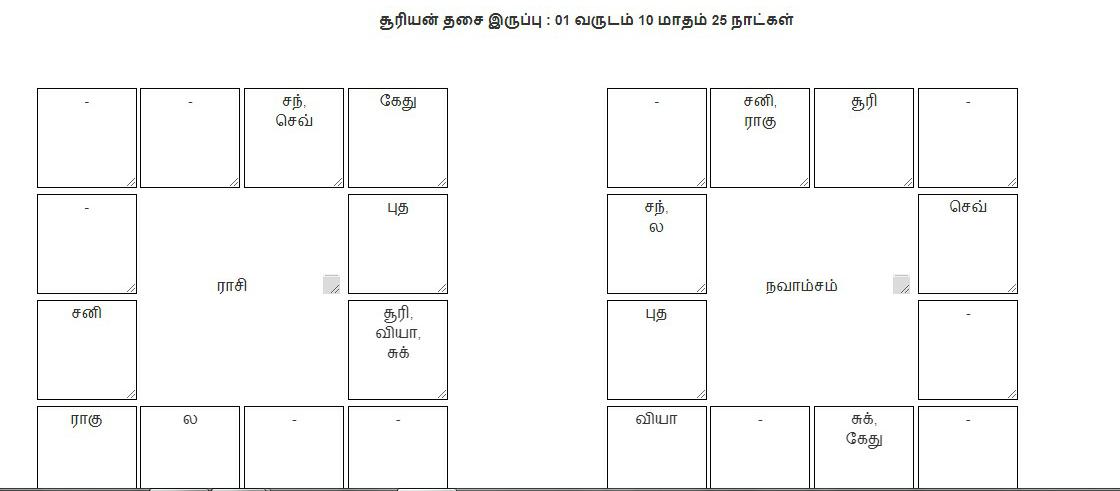 சூரியன் தசை இருப்பு : 01 வருடம் 10 மாதம் 25 நாட்கள்
- - சந், கேது
செவ்
- புத
ராசி
சனி சூரி,
வியா,
சுக்
ராகு ல - -
- சனி, சூரி -
ராகு
சந், செவ்
ல
நவாம்சம்
புத -
வியா - சுக், -
கேது